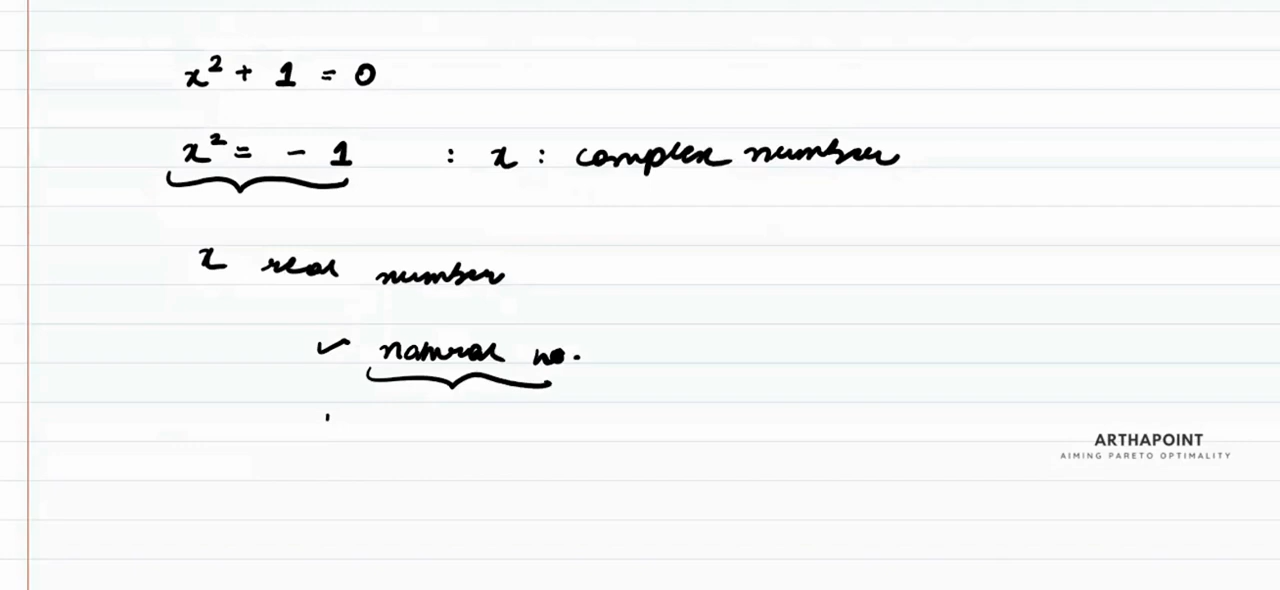 x² + 1 = 0
x² = - 1 : x : complex number
x real number
✓ natural no.
ARTHAPOINT
AIMING PARETO OPTIMALITY